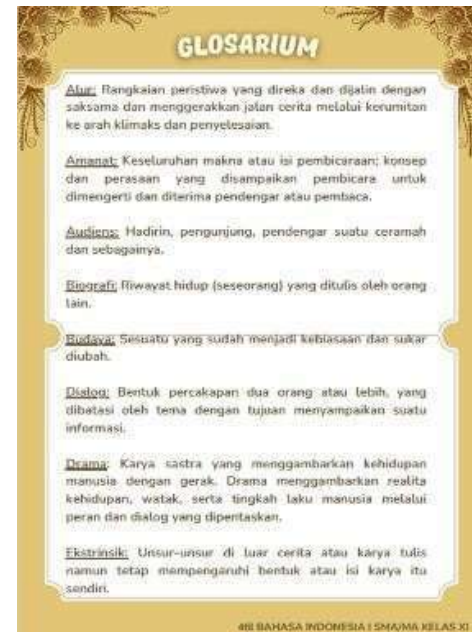 GLOSARIUM
Alur: Rangkaian peristiwa yang direka dan dijalin dengan
saksama dan menggerakkan jalan cerita melalui kerumitan
ke arah klimaks dan penyelesaian.
Amanat: Keseluruhan makna atau isi pembicaraan; konsep
dan perasaan yang disampaikan pembicara untuk
dimengerti dan diterima pendengar atau pembaca.
Audiens: Hadirin, pengunjung, pendengar suatu ceramah
dan sebagainya.
Biografi: Riwayat hidup (seseorang) yang ditulis oleh orang
lain.
Budaya: Sesuatu yang sudah menjadi kebiasaan dan sukar
diubah.
Dialog: Bentuk percakapan dua orang atau lebih, yang
dibatasi oleh tema dengan tujuan menyampaikan suatu
informasi.
Drama: Karya sastra yang menggambarkan kehidupan
manusia dengan gerak. Drama menggambarkan realita
kehidupan, watak, serta tingkah laku manusia melalui
peran dan dialog yang dipentaskan.
Ekstrinsik: Unsur-unsur di luar cerita atau karya tulis
namun tetap mempengaruhi bentuk atau isi karya itu
sendiri.
BAHASA INDONESIA | SMA/MA KELAS XI